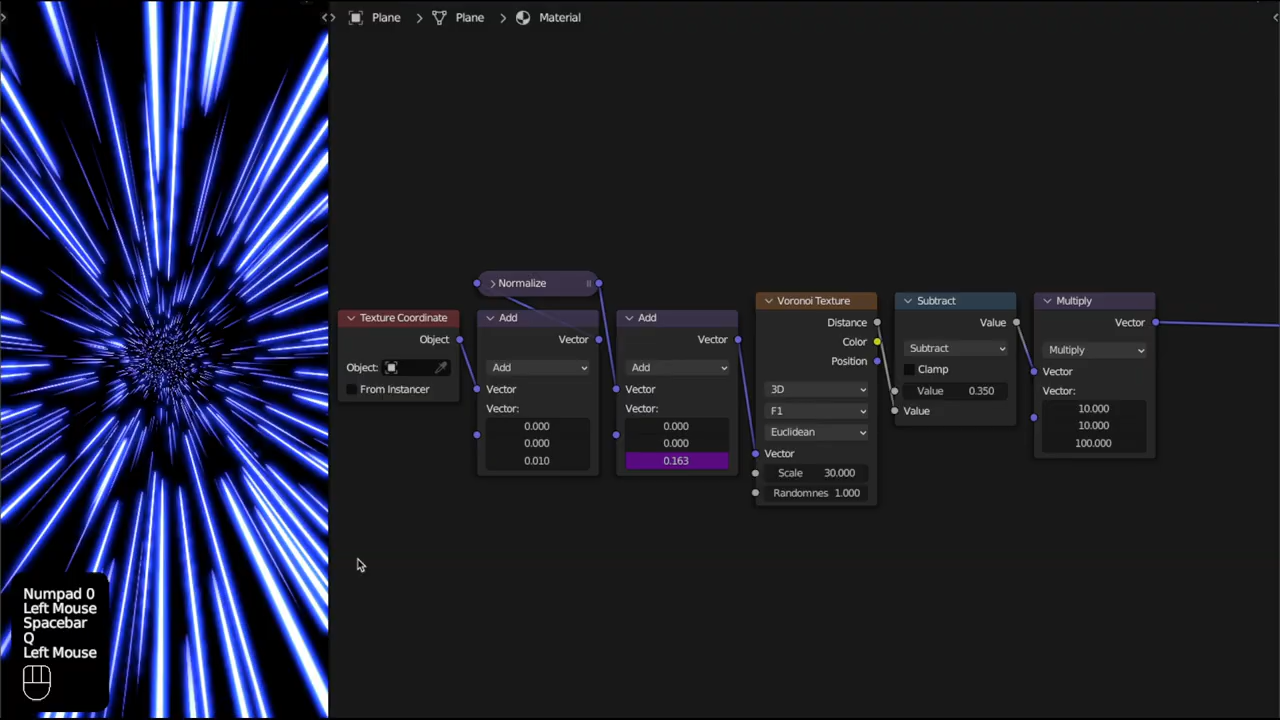 Plane > Plane > Material
Normalize
Texture Coordinate
Object
Object:
From Instancer
Add
Vector
Add
Vector
Vector:
0.000
0.000
0.010
Add
Vector
Add
Vector
Vector:
0.000
0.000
0.163
Voronoi Texture
Distance
Color
Position
3D
F1
Euclidean
Vector
Scale 30.000
Randomnes 1.000
Subtract
Value
Subtract
Clamp
Value 0.350
Value
Multiply
Vector
Multiply
Vector
Vector:
10.000
10.000
100.000
Numpad 0
Left Mouse
Spacebar
Q
Left Mouse